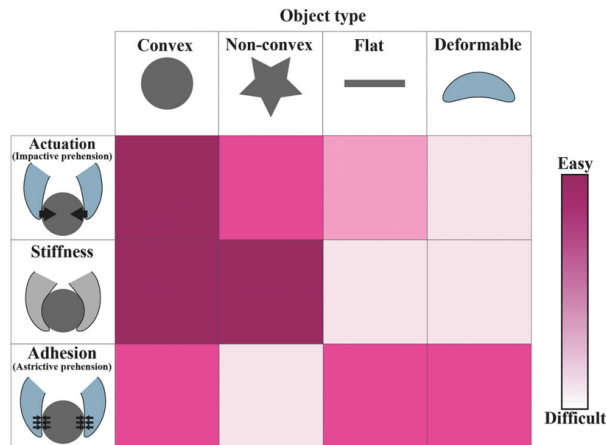 Object type
Convex
Non-convex
Flat
Deformable
Actuation
(Impactive prehension)
Stiffness
Adhesion
(Astrictive prehension)
Easy
Difficult